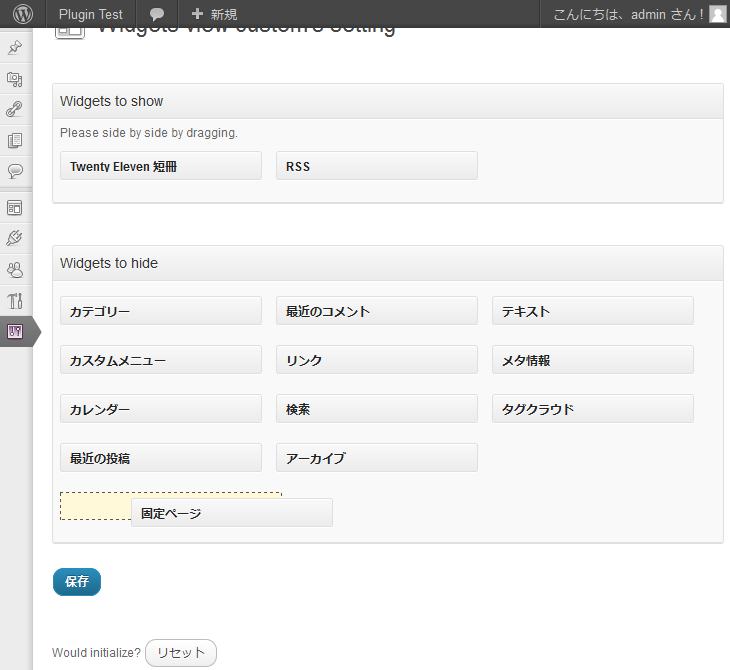 Plugin Test 新規 こんにちは、admin さん !
Widgets view custom's setting
Widgets to show
Please side by side by dragging.
Twenty Eleven 短冊 RSS
Widgets to hide
カテゴリー 最近のコメント テキスト
カスタムメニュー リンク メタ情報
カレンダー 検索 タグクラウド
最近の投稿 アーカイブ
固定ページ
保存
Would initialize? リセット